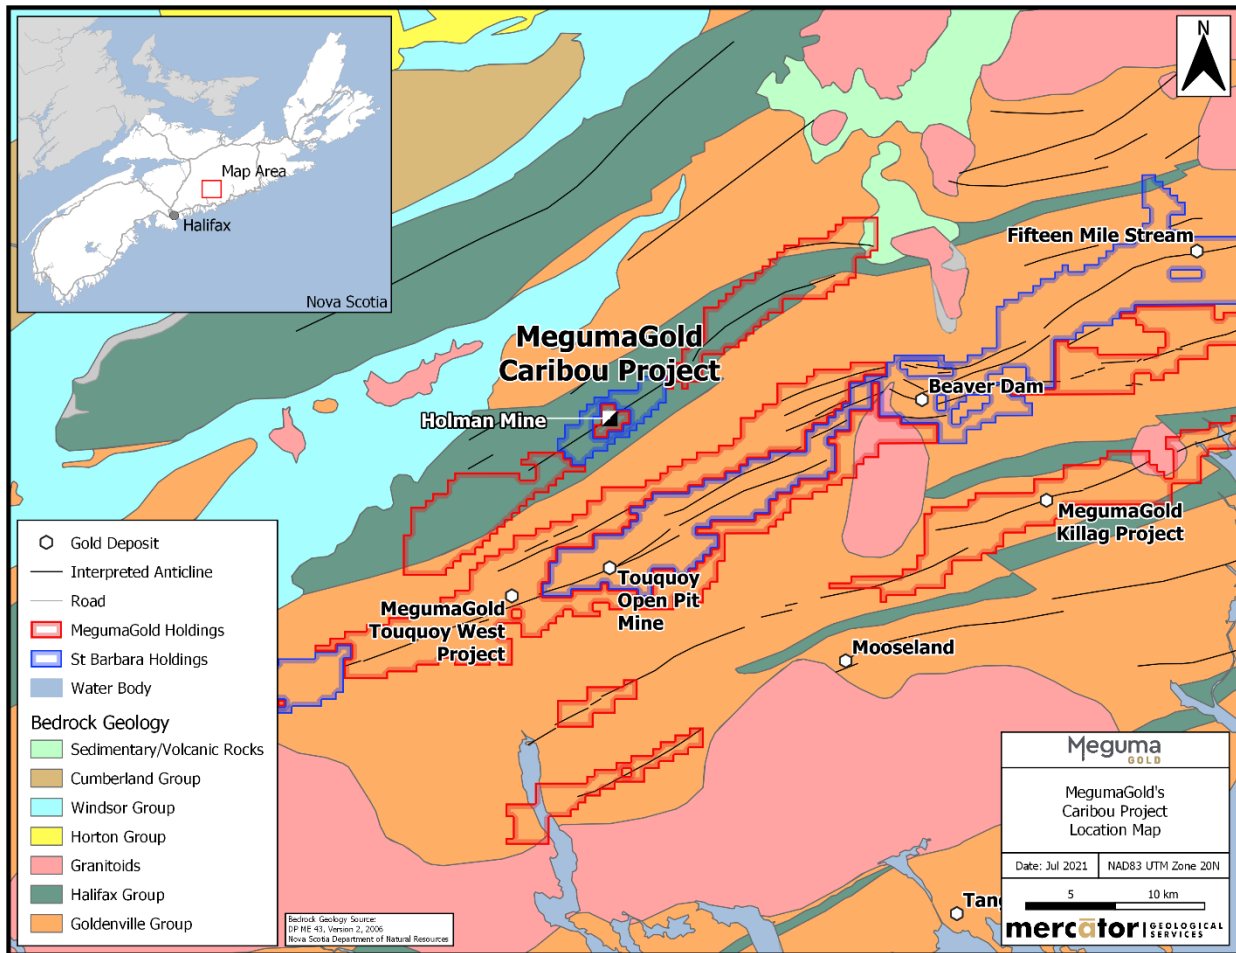 Map Area
Halifax
Nova Scotia
N
Fifteen Mile Stream
MegumaGold
Caribou Project
Beaver Dam
Holman Mine
MegumaGold
Killag Project
Touquoy
Open Pit
Mine
MegumaGold
Touquoy West
Project
Mooseland
Tang
Gold Deposit
Interpreted Anticline
Road
MegumaGold Holdings
St Barbara Holdings
Water Body
Bedrock Geology
Sedimentary/Volcanic Rocks
Cumberland Group
Windsor Group
Horton Group
Granitoids
Halifax Group
Goldenville Group
Bedrock Geology Source:
DP ME 43, Version 2, 2006
Nova Scotia Department of Natural Resources
Meguma
GOLD
MegumaGold's
Caribou Project
Location Map
Date: Jul 2021
NAD83 UTM Zone 20N
5 10 km
mercātor GEOLOGICAL
SERVICES